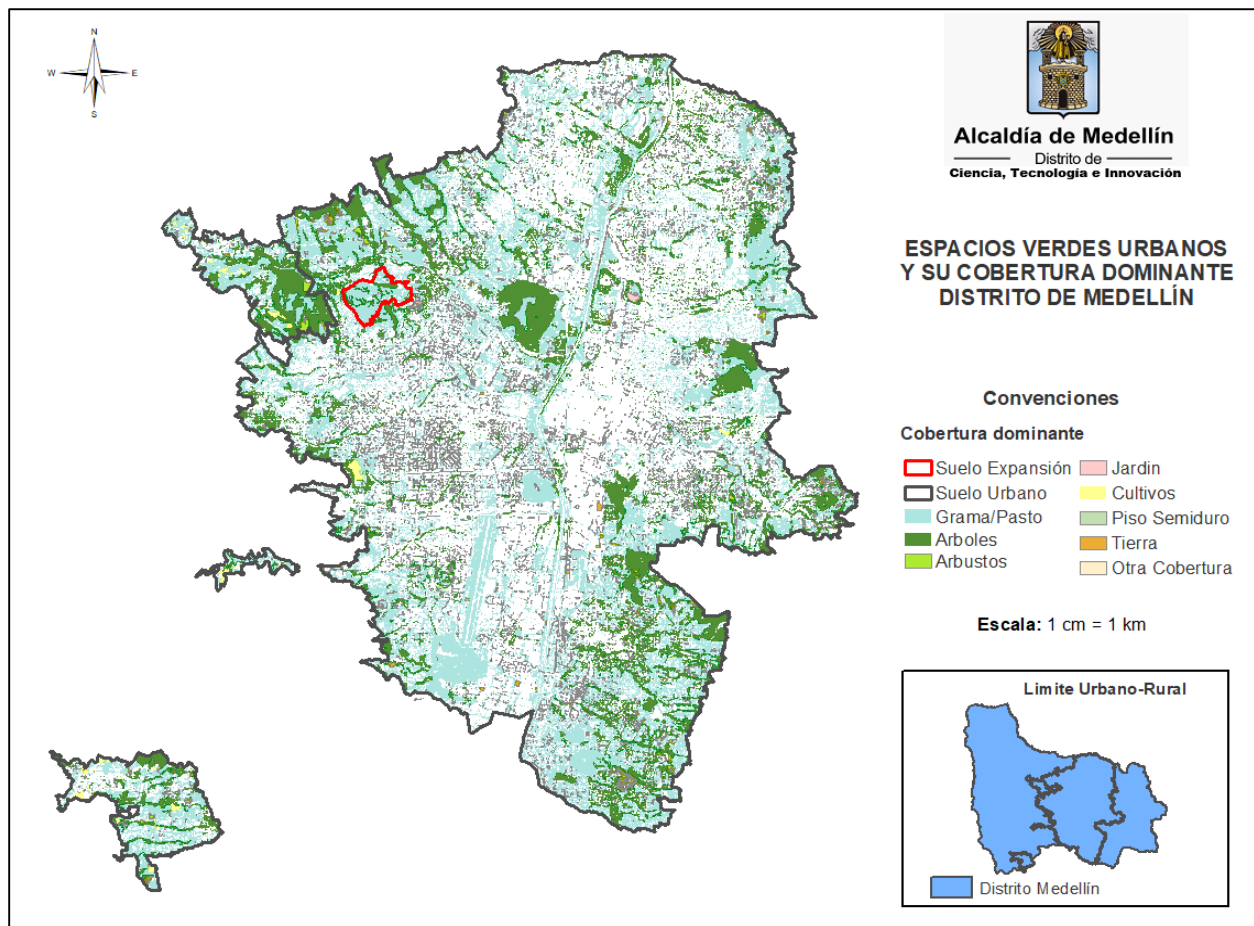 N
W
E
S
Alcaldía de Medellín
Distrito de
Ciencia, Tecnología e Innovación
ESPACIOS VERDES URBANOS
Y SU COBERTURA DOMINANTE
DISTRITO DE MEDELLÍN
Convenciones
Cobertura dominante
Suelo Expansión
Suelo Urbano
Grama/Pasto
Arboles
Arbustos
Jardin
Cultivos
Piso Semiduro
Tierra
Otra Cobertura
Escala: 1 cm = 1 km
Limite Urbano-Rural
Distrito Medellín